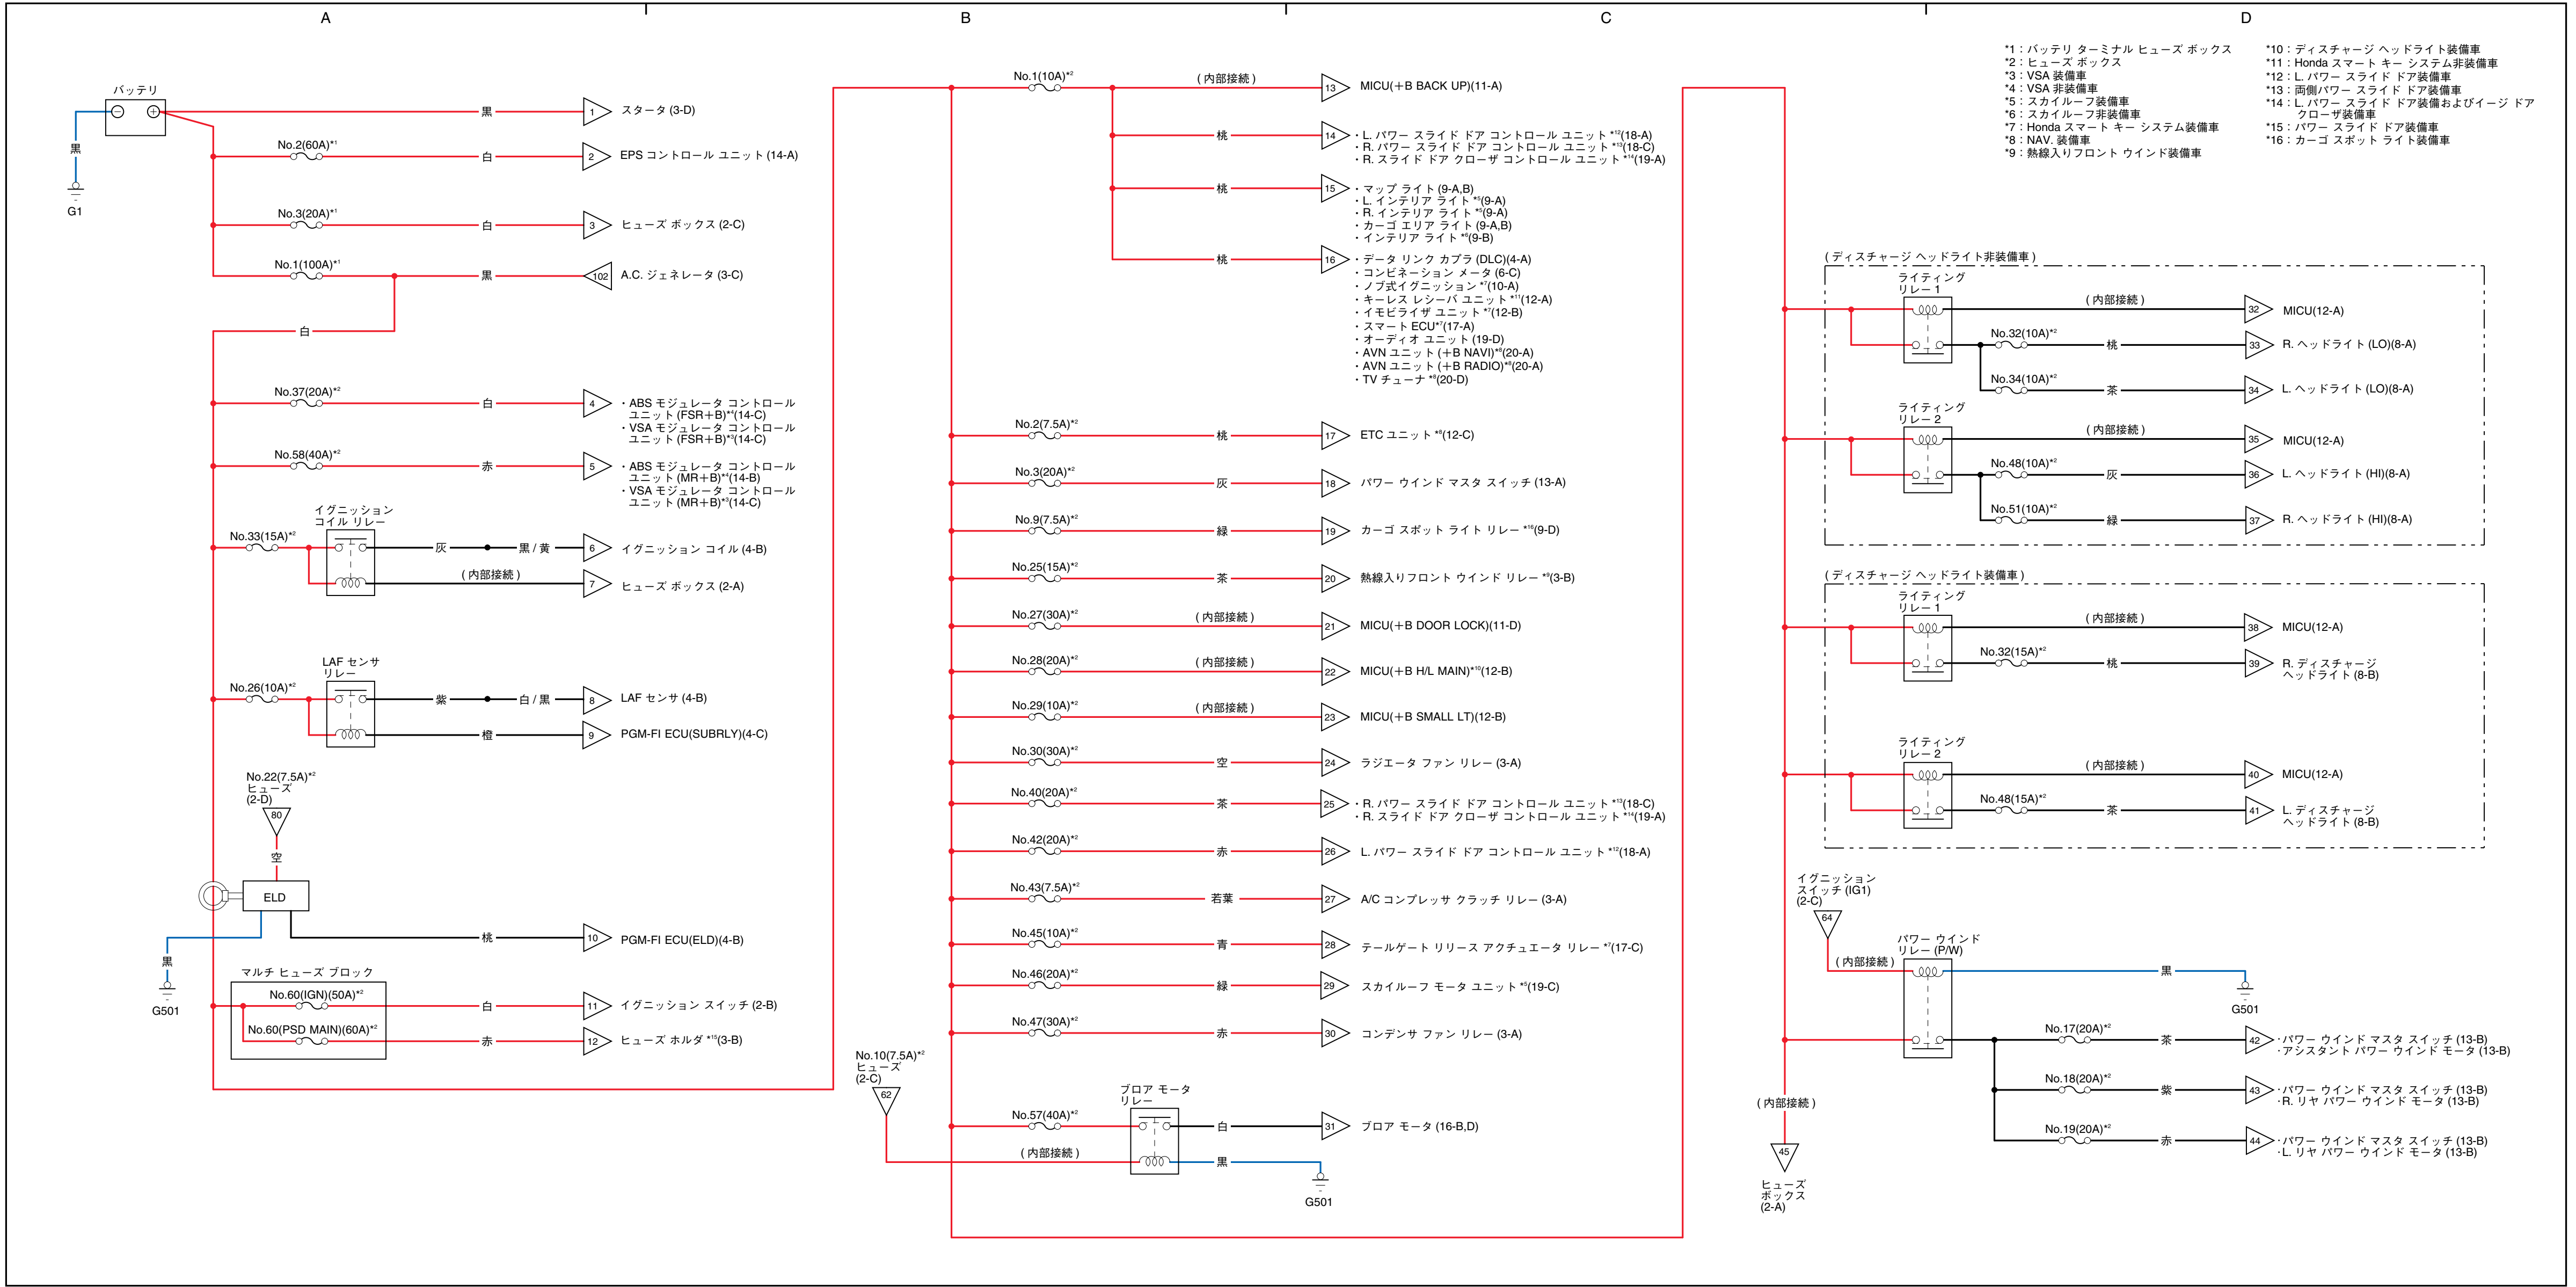 A
B
C
D
*1：バッテリ ターミナル ヒューズ ボックス
*2：ヒューズ ボックス
*3：VSA 装備車
*4：VSA 非装備車
*5：スカイルーフ装備車
*6：スカイルーフ非装備車
*7：Honda スマート キー システム装備車
*8：NAV. 装備車
*9：熱線入りフロント ウインド装備車
*10：ディスチャージ ヘッドライト装備車
*11：Honda スマート キー システム非装備車
*12：L. パワー スライド ドア装備車
*13：両側パワー スライド ドア装備車
*14：L. パワー スライド ドア装備およびイージ ドア
クローザ装備車
*15：パワー スライド ドア装備車
*16：カーゴ スポット ライト装備車
バッテリ
黒
G1
黒
1
スタータ (3-D)
No.2(60A)*1
白
2
EPS コントロール ユニット (14-A)
No.3(20A)*1
白
3
ヒューズ ボックス (2-C)
No.1(100A)*1
黒
102
A.C. ジェネレータ (3-C)
白
No.37(20A)*2
白
4
・ABS モジュレータ コントロール
ユニット (FSR＋B)*4(14-C)
・VSA モジュレータ コントロール
ユニット (FSR＋B)*3(14-C)
No.58(40A)*2
赤
5
・ABS モジュレータ コントロール
ユニット (MR＋B)*4(14-B)
・VSA モジュレータ コントロール
ユニット (MR＋B)*3(14-C)
イグニッション
コイル リレー
No.33(15A)*2
灰
黒 / 黄
6
イグニッション コイル (4-B)
( 内部接続 )
7
ヒューズ ボックス (2-A)
LAF センサ
リレー
No.26(10A)*2
紫
白 / 黒
8
LAF センサ (4-B)
橙
9
PGM-FI ECU(SUBRLY)(4-C)
No.22(7.5A)*2
ヒューズ
(2-D)
80
空
ELD
黒
G501
桃
10
PGM-FI ECU(ELD)(4-B)
マルチ ヒューズ ブロック
No.60(IGN)(50A)*2
白
11
イグニッション スイッチ (2-B)
No.60(PSD MAIN)(60A)*2
赤
12
ヒューズ ホルダ *15(3-B)
No.1(10A)*2
( 内部接続 )
13
MICU(＋B BACK UP)(11-A)
桃
14
・L. パワー スライド ドア コントロール ユニット *12(18-A)
・R. パワー スライド ドア コントロール ユニット *13(18-C)
・R. スライド ドア クローザ コントロール ユニット *14(19-A)
桃
15
・マップ ライト (9-A,B)
・L. インテリア ライト *5(9-A)
・R. インテリア ライト *5(9-A)
・カーゴ エリア ライト (9-A,B)
・インテリア ライト *6(9-B)
桃
16
・データ リンク カプラ (DLC)(4-A)
・コンビネーション メータ (6-C)
・ノブ式イグニッション *7(10-A)
・キーレス レシーバ ユニット *11(12-A)
・イモビライザ ユニット *7(12-B)
・スマート ECU*7(17-A)
・オーディオ ユニット (19-D)
・AVN ユニット (＋B NAVI)*8(20-A)
・AVN ユニット (＋B RADIO)*8(20-A)
・TV チューナ *8(20-D)
No.2(7.5A)*2
桃
17
ETC ユニット *8(12-C)
No.3(20A)*2
灰
18
パワー ウインド マスタ スイッチ (13-A)
No.9(7.5A)*2
緑
19
カーゴ スポット ライト リレー *16(9-D)
No.25(15A)*2
茶
20
熱線入りフロント ウインド リレー *9(3-B)
No.27(30A)*2
( 内部接続 )
21
MICU(＋B DOOR LOCK)(11-D)
No.28(20A)*2
( 内部接続 )
22
MICU(＋B H/L MAIN)*10(12-B)
No.29(10A)*2
( 内部接続 )
23
MICU(＋B SMALL LT)(12-B)
No.30(30A)*2
空
24
ラジエータ ファン リレー (3-A)
No.40(20A)*2
茶
25
・R. パワー スライド ドア コントロール ユニット *13(18-C)
・R. スライド ドア クローザ コントロール ユニット *14(19-A)
No.42(20A)*2
赤
26
L. パワー スライド ドア コントロール ユニット *12(18-A)
No.43(7.5A)*2
若葉
27
A/C コンプレッサ クラッチ リレー (3-A)
No.45(10A)*2
青
28
テールゲート リリース アクチュエータ リレー *7(17-C)
No.46(20A)*2
緑
29
スカイルーフ モータ ユニット *5(19-C)
No.47(30A)*2
赤
30
コンデンサ ファン リレー (3-A)
No.10(7.5A)*2
ヒューズ
(2-C)
62
ブロア モータ
リレー
No.57(40A)*2
白
31
ブロア モータ (16-B,D)
( 内部接続 )
黒
G501
( ディスチャージ ヘッドライト非装備車 )
ライティング
リレー 1
( 内部接続 )
32
MICU(12-A)
No.32(10A)*2
桃
33
R. ヘッドライト (LO)(8-A)
No.34(10A)*2
茶
34
L. ヘッドライト (LO)(8-A)
ライティング
リレー 2
( 内部接続 )
35
MICU(12-A)
No.48(10A)*2
灰
36
L. ヘッドライト (HI)(8-A)
No.51(10A)*2
緑
37
R. ヘッドライト (HI)(8-A)
( ディスチャージ ヘッドライト装備車 )
ライティング
リレー 1
( 内部接続 )
38
MICU(12-A)
No.32(15A)*2
桃
39
R. ディスチャージ
ヘッドライト (8-B)
ライティング
リレー 2
( 内部接続 )
40
MICU(12-A)
No.48(15A)*2
茶
41
L. ディスチャージ
ヘッドライト (8-B)
イグニッション
スイッチ (IG1)
(2-C)
64
( 内部接続 )
パワー ウインド
リレー (P/W)
黒
G501
No.17(20A)*2
茶
42
・パワー ウインド マスタ スイッチ (13-B)
・アシスタント パワー ウインド モータ (13-B)
No.18(20A)*2
紫
43
・パワー ウインド マスタ スイッチ (13-B)
・R. リヤ パワー ウインド モータ (13-B)
No.19(20A)*2
赤
44
・パワー ウインド マスタ スイッチ (13-B)
・L. リヤ パワー ウインド モータ (13-B)
( 内部接続 )
45
ヒューズ
ボックス
(2-A)